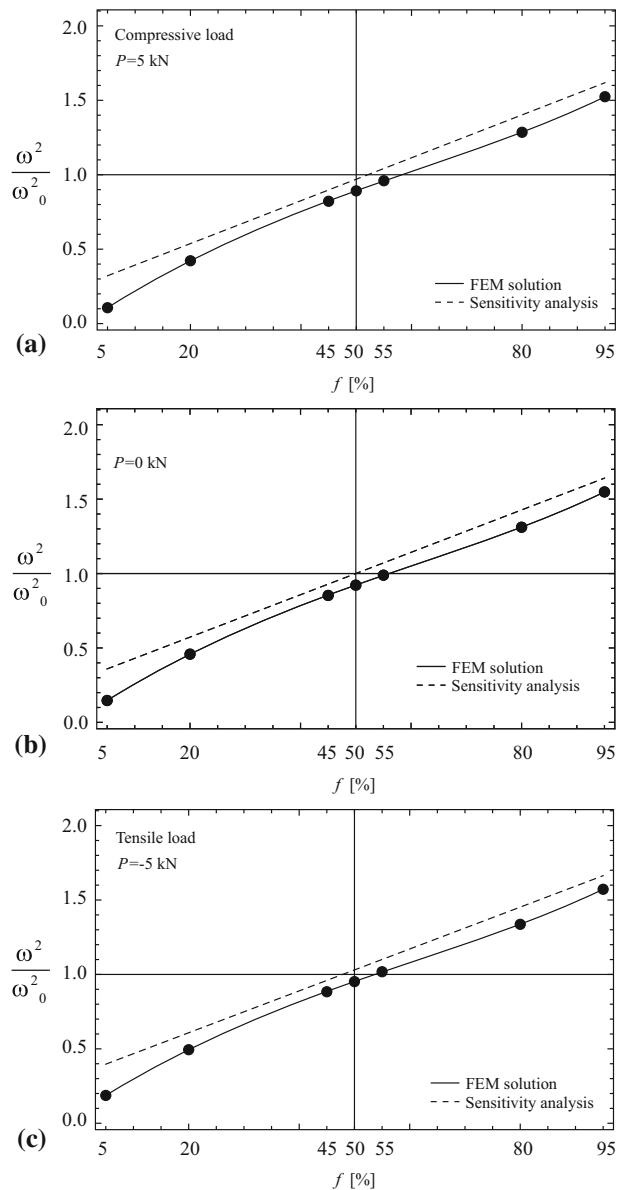 2.0
Compressive load
P=5 kN
1.5
ω²
ω²₀
1.0
0.5
FEM solution
Sensitivity analysis
0.0
(a)
5 20 45 50 55 80 95
f [%]
2.0
P=0 kN
1.5
ω²
ω²₀
1.0
0.5
FEM solution
Sensitivity analysis
0.0
(b)
5 20 45 50 55 80 95
f [%]
2.0
Tensile load
P=-5 kN
1.5
ω²
ω²₀
1.0
0.5
FEM solution
Sensitivity analysis
0.0
(c)
5 20 45 50 55 80 95
f [%]